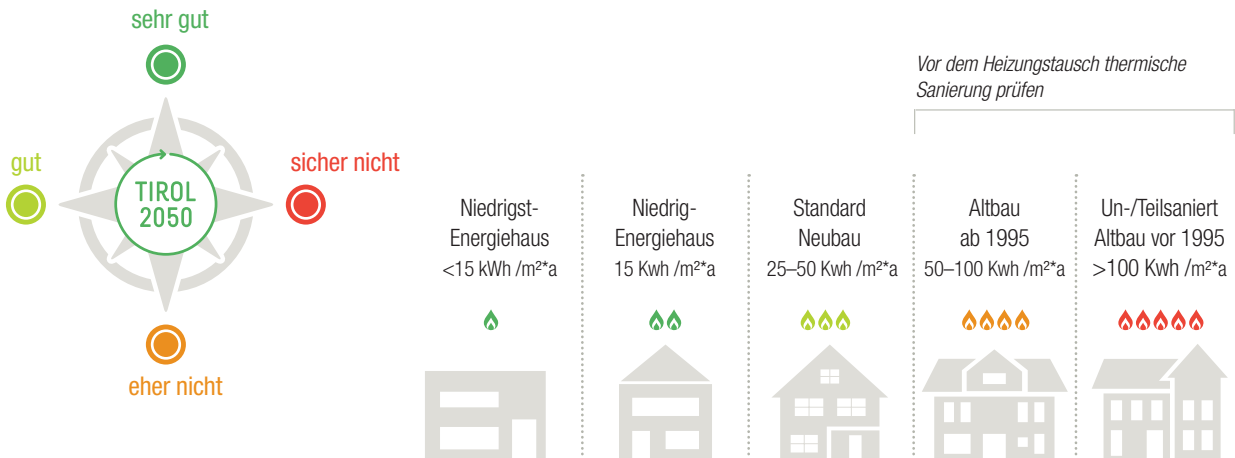 sehr gut
gut
TIROL
2050
sicher nicht
eher nicht
Vor dem Heizungstausch thermische
Sanierung prüfen
Niedrigst-
Energiehaus
<15 kWh /m²*a
Niedrig-
Energiehaus
15 Kwh /m²*a
Standard
Neubau
25–50 Kwh /m²*a
Altbau
ab 1995
50–100 Kwh /m²*a
Un-/Teilsaniert
Altbau vor 1995
>100 Kwh /m²*a